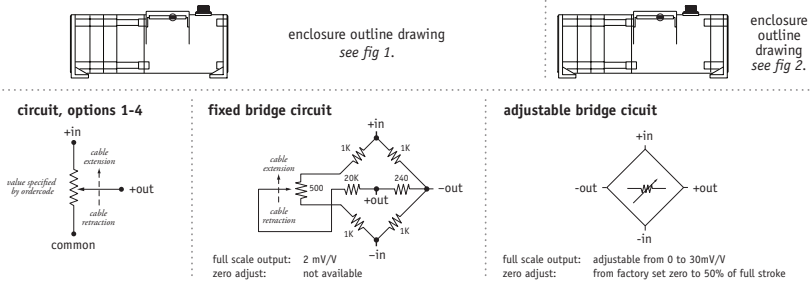 enclosure outline drawing
see fig 1.
enclosure
outline
drawing
see fig 2.
circuit, options 1-4
+in
cable
extension
value specified
by ordercode
+out
cable
retraction
common
fixed bridge circuit
+in
1K
1K
cable
extension
500
20K
240
+out
–out
cable
retraction
1K
1K
–in
full scale output: 2 mV/V
zero adjust: not available
adjustable bridge cicuit
+in
-out
+out
-in
full scale output: adjustable from 0 to 30mV/V
zero adjust: from factory set zero to 50% of full stroke